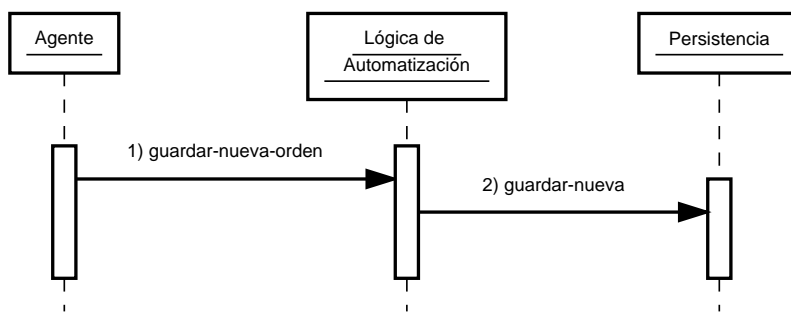 Agente
Lógica de
Automatización
Persistencia
1) guardar-nueva-orden
2) guardar-nueva